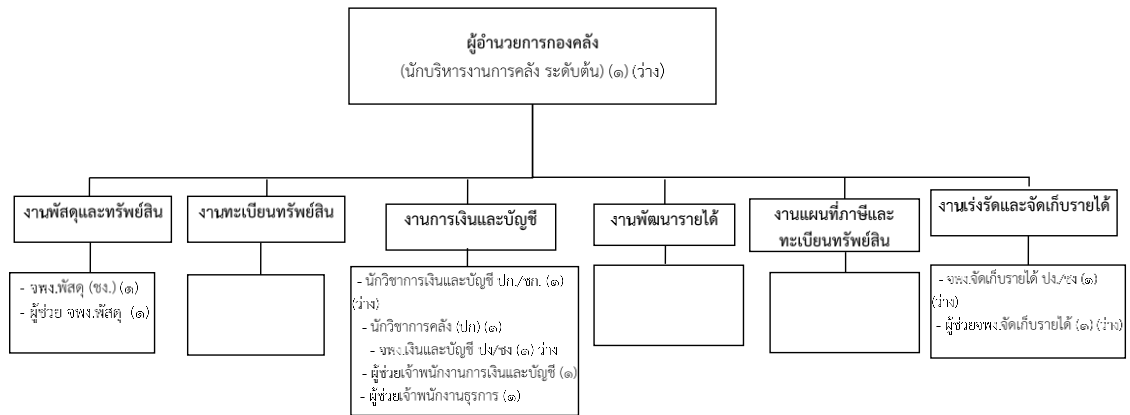 ผู้อำนวยการกองคลัง
(นักบริหารงานการคลัง ระดับต้น) (๑) (ว่าง)
งานพัสดุและทรัพย์สิน
- จพง.พัสดุ (ชง.) (๑)
- ผู้ช่วย จพง.พัสดุ (๑)
งานทะเบียนทรัพย์สิน
งานการเงินและบัญชี
- นักวิชาการเงินและบัญชี ปก./ชก. (๑)
(ว่าง)
- นักวิชาการคลัง (ปก) (๑)
- จพง.เงินและบัญชี ปง/ชง (๑) ว่าง
- ผู้ช่วยเจ้าพนักงานการเงินและบัญชี (๑)
- ผู้ช่วยเจ้าพนักงานธุรการ (๑)
งานพัฒนารายได้
งานแผนที่ภาษีและ
ทะเบียนทรัพย์สิน
งานเร่งรัดและจัดเก็บรายได้
- จพง.จัดเก็บรายได้ ปง./ชง (๑)
(ว่าง)
- ผู้ช่วยจพง.จัดเก็บรายได้ (๑) (ว่าง)